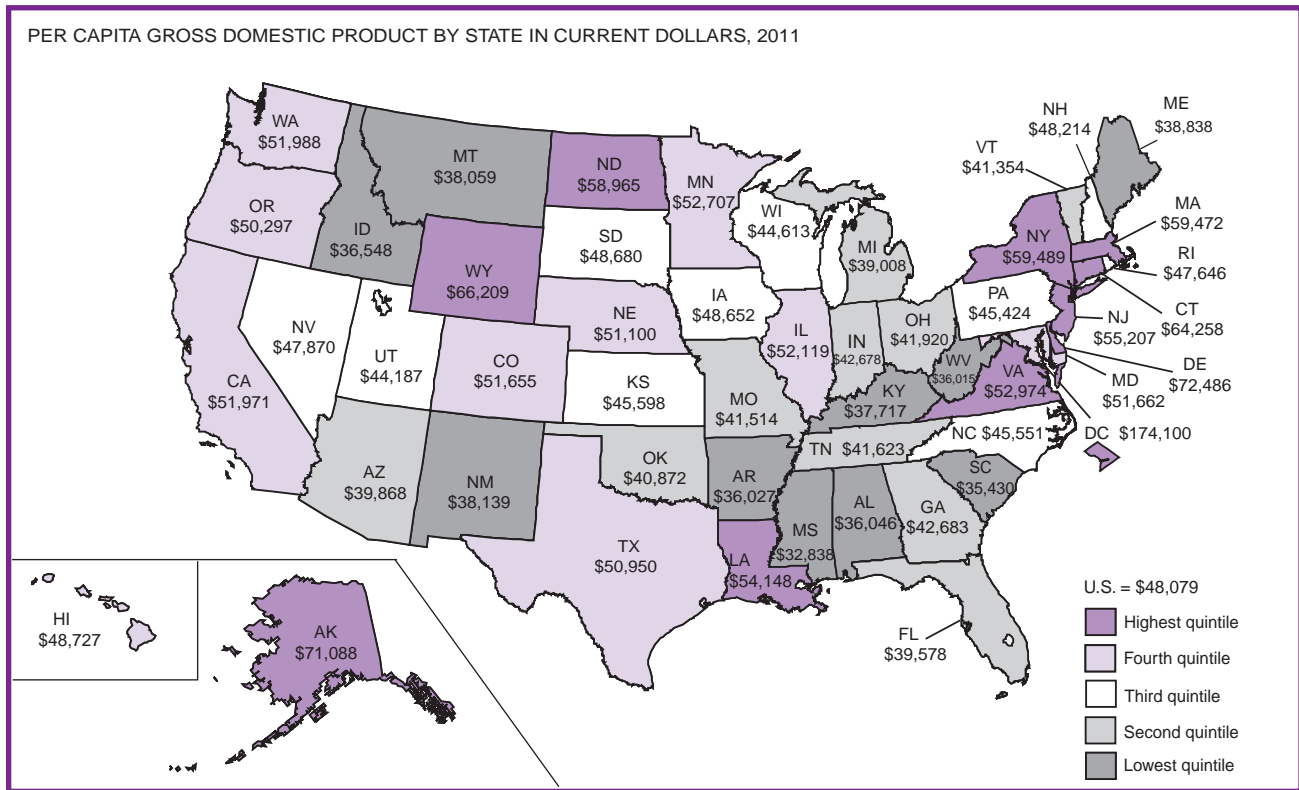 PER CAPITA GROSS DOMESTIC PRODUCT BY STATE IN CURRENT DOLLARS, 2011
WA
$51,988
OR
$50,297
CA
$51,971
ID
$36,548
NV
$47,870
MT
$38,059
WY
$66,209
UT
$44,187
CO
$51,655
AZ
$39,868
NM
$38,139
ND
$58,965
SD
$48,680
NE
$51,100
KS
$45,598
OK
$40,872
TX
$50,950
MN
$52,707
IA
$48,652
MO
$41,514
AR
$36,027
LA
$54,148
WI
$44,613
IL
$52,119
MI
$39,008
IN
$42,678
OH
$41,920
KY
$37,717
TN $41,623
MS
$32,838
AL
$36,046
GA
$42,683
FL
$39,578
SC
$35,430
NC $45,551
VA
$52,974
WV
$36,015
PA
$45,424
NY
$59,489
VT
$41,354
NH
$48,214
ME
$38,838
MA
$59,472
RI
$47,646
CT
$64,258
NJ
$55,207
DE
$72,486
MD
$51,662
DC $174,100
HI
$48,727
AK
$71,088
U.S. = $48,079
Highest quintile
Fourth quintile
Third quintile
Second quintile
Lowest quintile